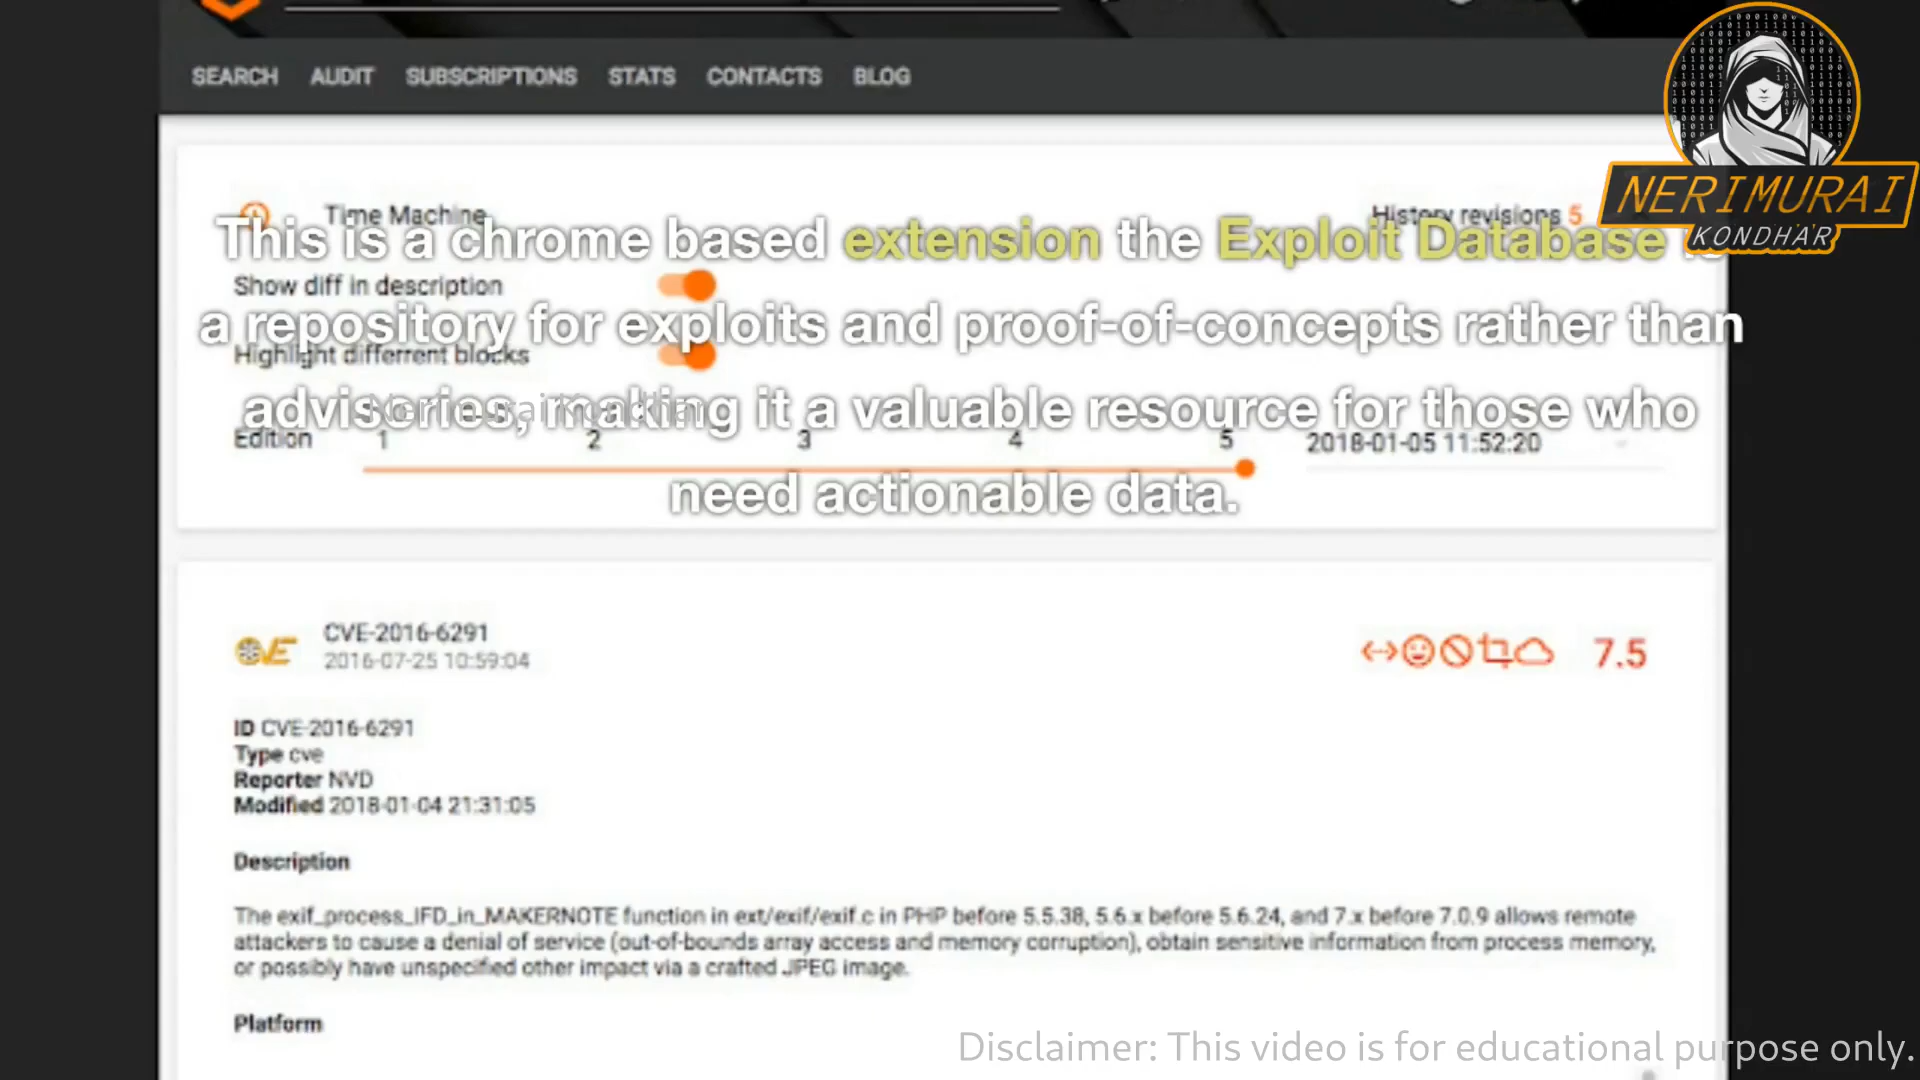 SEARCH AUDIT SUBSCRIPTIONS STATS CONTACTS BLOG
NERIMURAI
KONDHAR
Time Machine
History revisions 5
This is a chrome based extension the Exploit Database
Show diff in description
a repository for exploits and proof-of-concepts rather than
Highlight differrent blocks
advisories, making it a valuable resource for those who
Nerimurai Kondhar
Edition 1 2 3 4 5 2018-01-05 11:52:20
need actionable data.
CVE CVE-2016-6291
2016-07-25 10:59:04
7.5
ID CVE-2016-6291
Type cve
Reporter NVD
Modified 2018-01-04 21:31:05
Description
The exif_process_IFD_in_MAKERNOTE function in ext/exif/exif.c in PHP before 5.5.38, 5.6.x before 5.6.24, and 7.x before 7.0.9 allows remote
attackers to cause a denial of service (out-of-bounds array access and memory corruption), obtain sensitive information from process memory,
or possibly have unspecified other impact via a crafted JPEG image.
Platform
Disclaimer: This video is for educational purpose only.